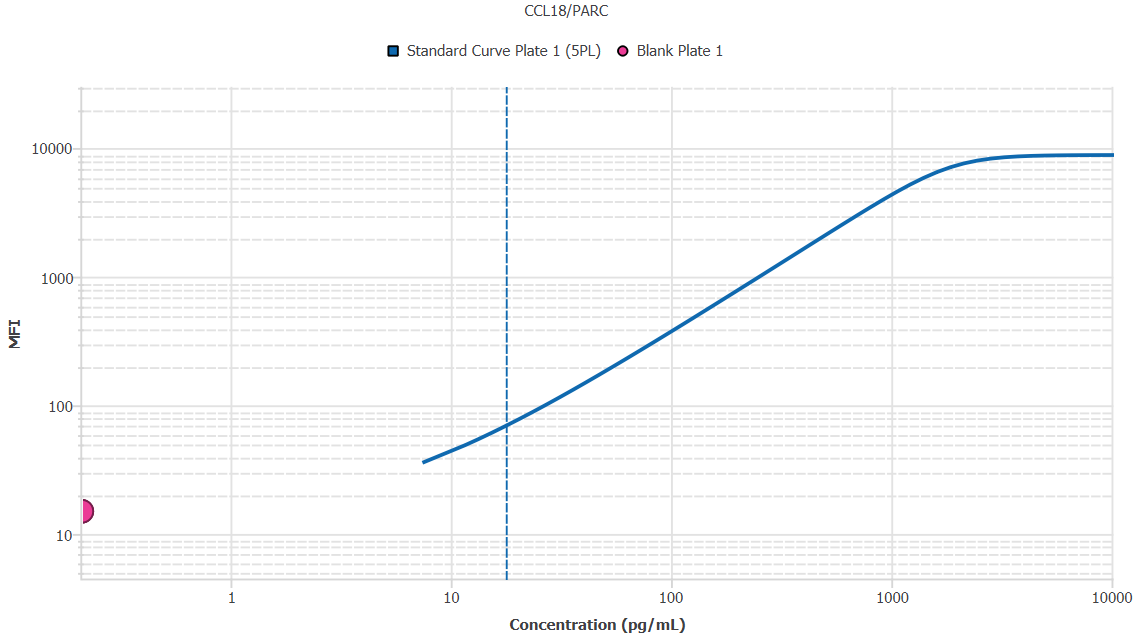 CCL18/PARC
Standard Curve Plate 1 (5PL) Blank Plate 1
10000
1000
100
10
MFI
1 10 100 1000 10000
Concentration (pg/mL)